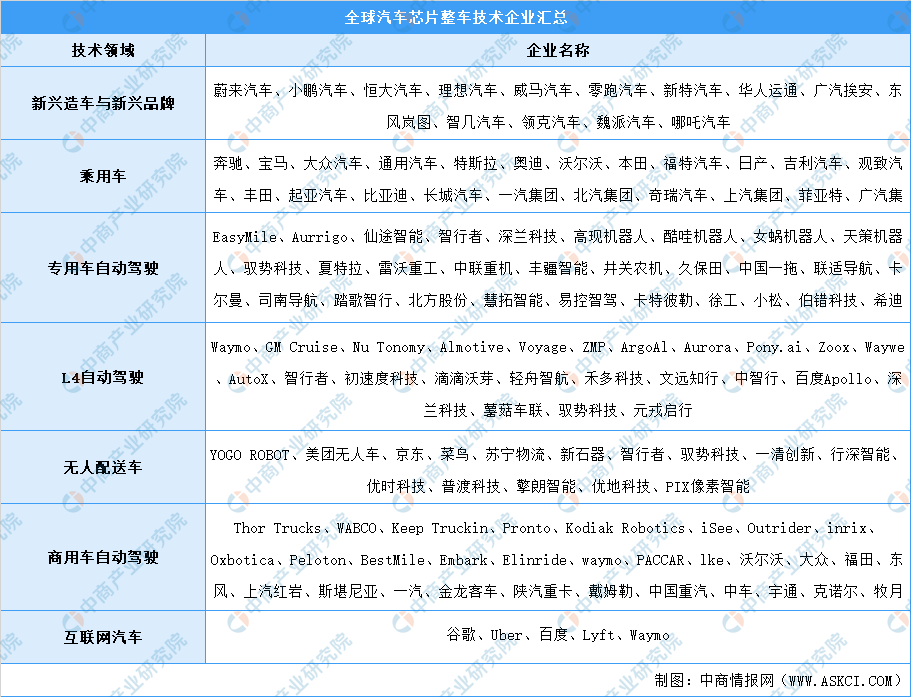 全球汽车芯片整车技术企业汇总
技术领域 企业名称
新兴造车与新兴品牌
蔚来汽车、小鹏汽车、恒大汽车、理想汽车、威马汽车、零跑汽车、新特汽车、华人运通、广汽挨安、东
风岚图、智几汽车、领克汽车、魏派汽车、哪吒汽车
乘用车
奔驰、宝马、大众汽车、通用汽车、特斯拉、奥迪、沃尔沃、本田、福特汽车、日产、吉利汽车、观致汽
车、丰田、起亚汽车、比亚迪、长城汽车、一汽集团、北汽集团、奇瑞汽车、上汽集团、菲亚特、广汽集
专用车自动驾驶
EasyMile、Aurrigo、仙途智能、智行者、深兰科技、高现机器人、酷哇机器人、女蜗机器人、天策机器
人、驭势科技、夏特拉、雷沃重工、中联重机、丰疆智能、井关农机、久保田、中国一拖、联适导航、卡
尔曼、司南导航、踏歌智行、北方股份、慧拓智能、易控智驾、卡特彼勒、徐工、小松、伯错科技、希迪
L4自动驾驶
Waymo、GM Cruise、Nu Tonomy、Almotive、Voyage、ZMP、ArgoAl、Aurora、Pony.ai、Zoox、Waywe
、AutoX、智行者、初速度科技、滴滴沃芽、轻舟智航、禾多科技、文远知行、中智行、百度Apollo、深
兰科技、薯菇车联、驭势科技、元戎启行
无人配送车
YOGO ROBOT、美团无人车、京东、菜鸟、苏宁物流、新石器、智行者、驭势科技、一清创新、行深智能、
优时科技、普渡科技、擎朗智能、优地科技、PIX像素智能
商用车自动驾驶
Thor Trucks、WABCO、Keep Truckin、Pronto、Kodiak Robotics、iSee、Outrider、inrix、
Oxbotica、Peloton、BestMile、Embark、Elinride、waymo、PACCAR、lke、沃尔沃、大众、福田、东
风、上汽红岩、斯堪尼亚、一汽、金龙客车、陕汽重卡、戴姆勒、中国重汽、中车、宇通、克诺尔、牧月
互联网汽车
谷歌、Uber、百度、Lyft、Waymo
制图：中商情报网（WWW.ASKCI.COM）